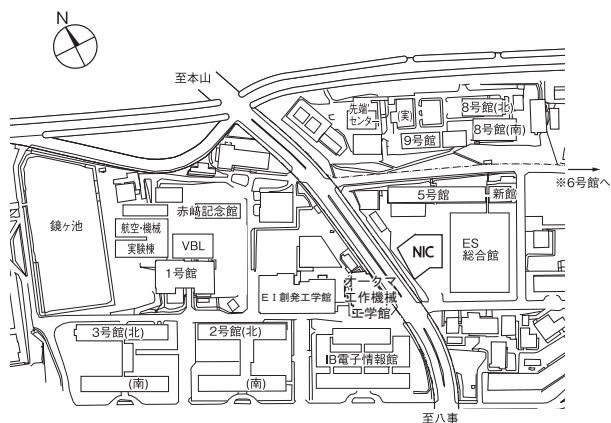 N
至本山
先端
センター
(実)
8号館(北)
8号館(南)
9号館
※6号館へ
5号館
新館
鏡ヶ池
赤﨑記念館
航空・機械
実験棟
VBL
1号館
NIC
ES
総合館
EI創発工学館
オークマ
工作機械
工学館
3号館(北)
2号館(北)
(南)
(南)
IB電子情報館
至八事